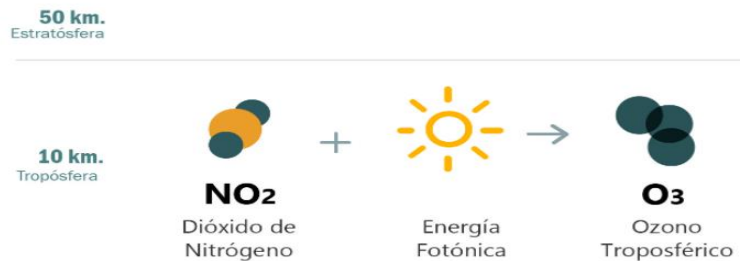 50 km.
Estratósfera
10 km.
Tropósfera
NO2 + → O3
Dióxido de Nitrógeno
Energía Fotónica
Ozono Troposférico